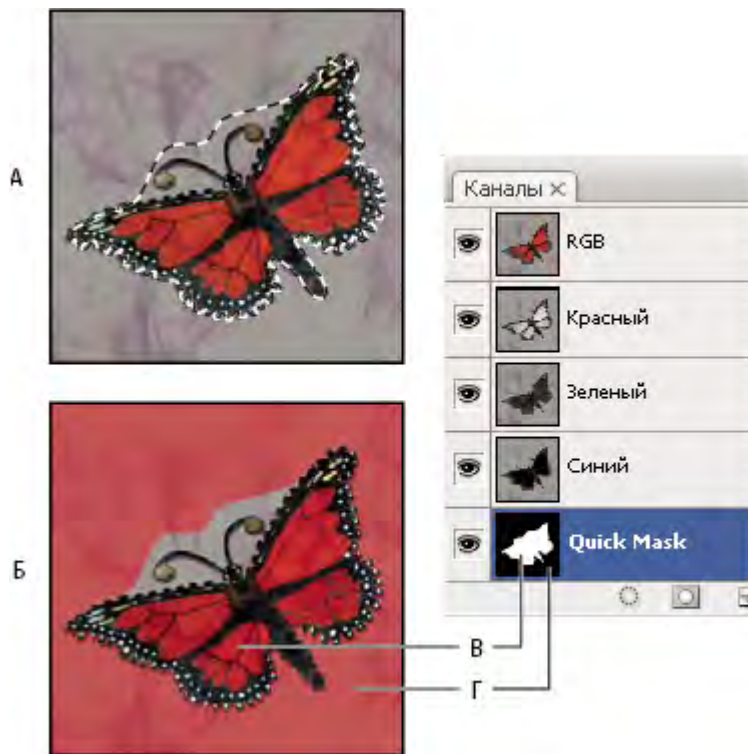 А
Каналы ×
RGB
Красный
Зеленый
Синий
Quick Mask
Б
В
Г